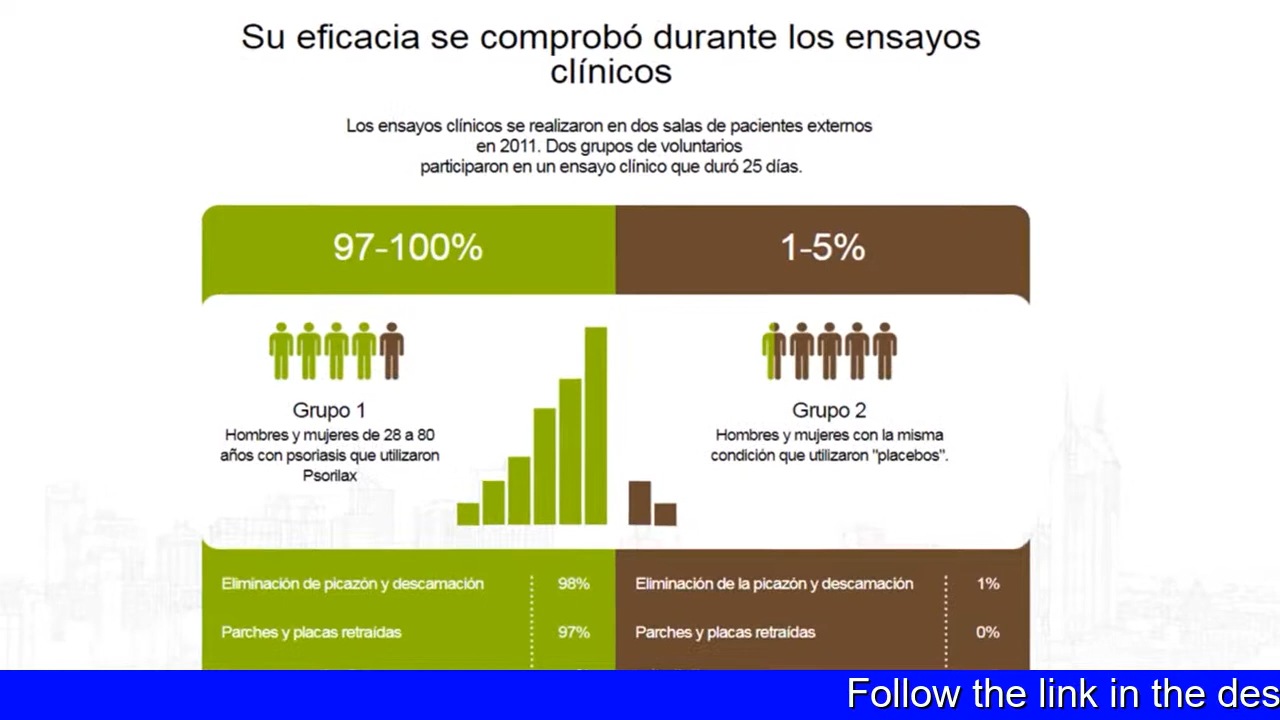 Su eficacia se comprobó durante los ensayos
clínicos
Los ensayos clínicos se realizaron en dos salas de pacientes externos
en 2011. Dos grupos de voluntarios
participaron en un ensayo clínico que duró 25 días.
97-100%
1-5%
Grupo 1
Hombres y mujeres de 28 a 80
años con psoriasis que utilizaron
Psorilax
Grupo 2
Hombres y mujeres con la misma
condición que utilizaron "placebos".
Eliminación de picazón y descamación 98%
Parches y placas retraídas 97%
Eliminación de la picazón y descamación 1%
Parches y placas retraídas 0%
Follow the link in the des